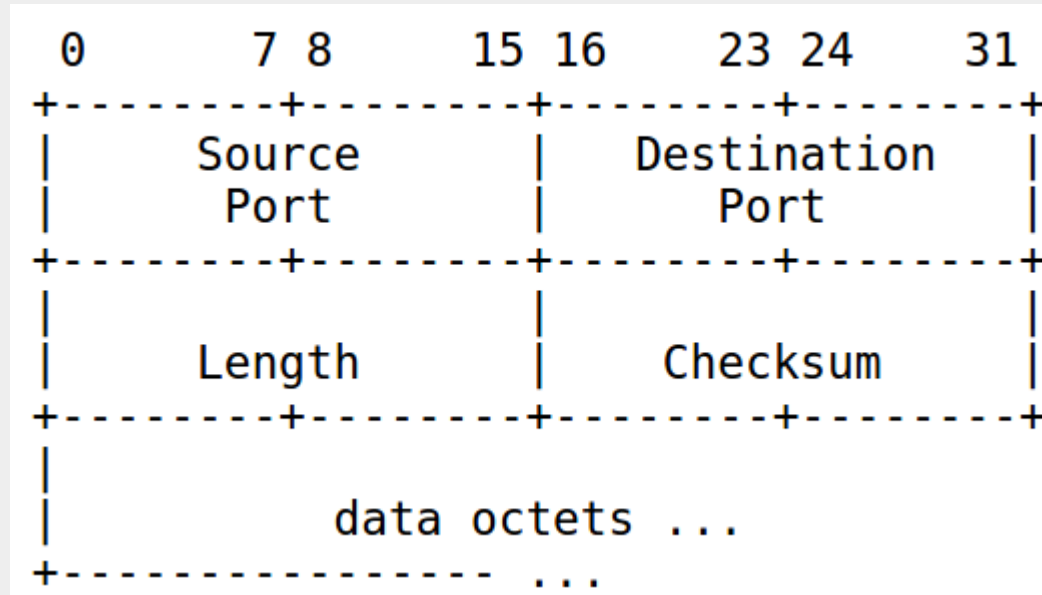 0      7 8     15 16    23 24    31
+--------+--------+--------+--------+
|     Source      |   Destination   |
|      Port       |      Port       |
+--------+--------+--------+--------+
|                 |                 |
|     Length      |    Checksum     |
+--------+--------+--------+--------+
|
|          data octets ...
+---------------- ...